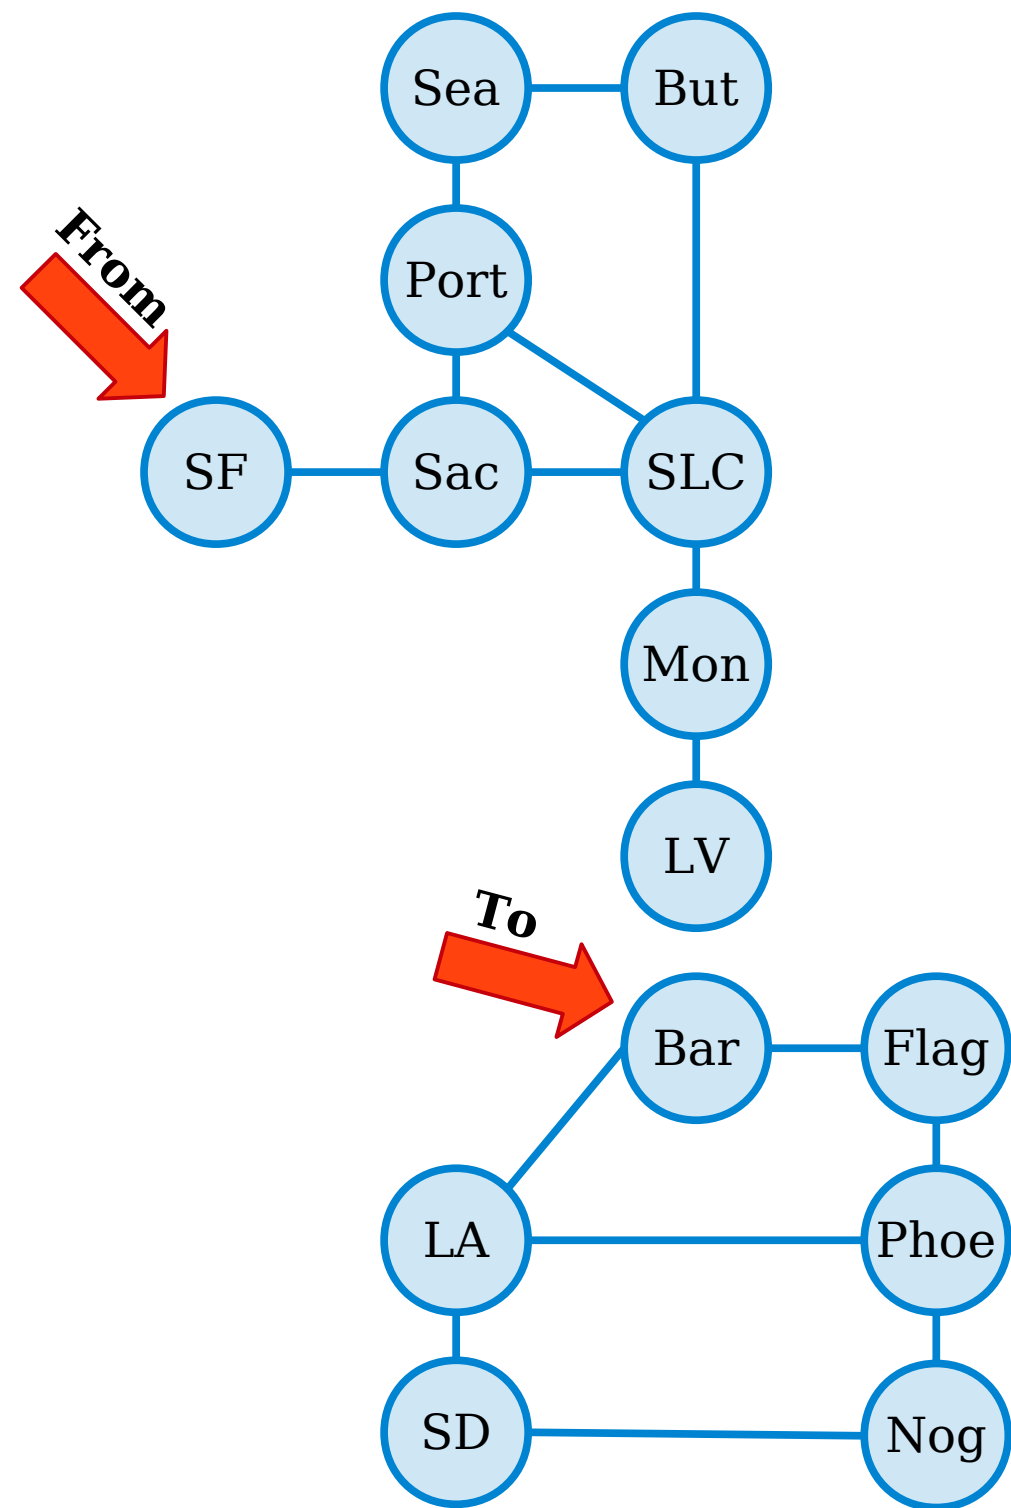 Sea
But
From
Port
SF
Sac
SLC
Mon
LV
To
Bar
Flag
LA
Phoe
SD
Nog